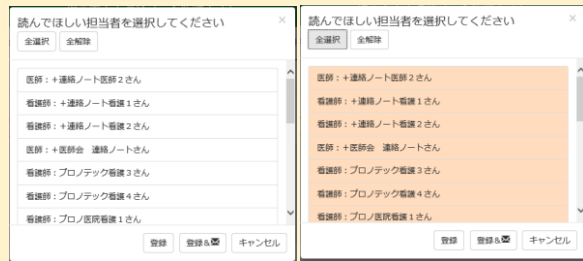 読んでほしい担当者を選択してください ×
全選択 全解除
医師：＋連絡ノート医師２さん
看護師：＋連絡ノート看護１さん
看護師：＋連絡ノート看護２さん
医師：＋医師会　連絡ノートさん
看護師：プロノテック看護３さん
看護師：プロノテック看護４さん
看護師：プロノ医院看護１さん
登録 登録＆✉ キャンセル
読んでほしい担当者を選択してください ×
全選択 全解除
医師：＋連絡ノート医師２さん
看護師：＋連絡ノート看護１さん
看護師：＋連絡ノート看護２さん
医師：＋医師会　連絡ノートさん
看護師：プロノテック看護３さん
看護師：プロノテック看護４さん
看護師：プロノ医院看護１さん
登録 登録＆✉ キャンセル